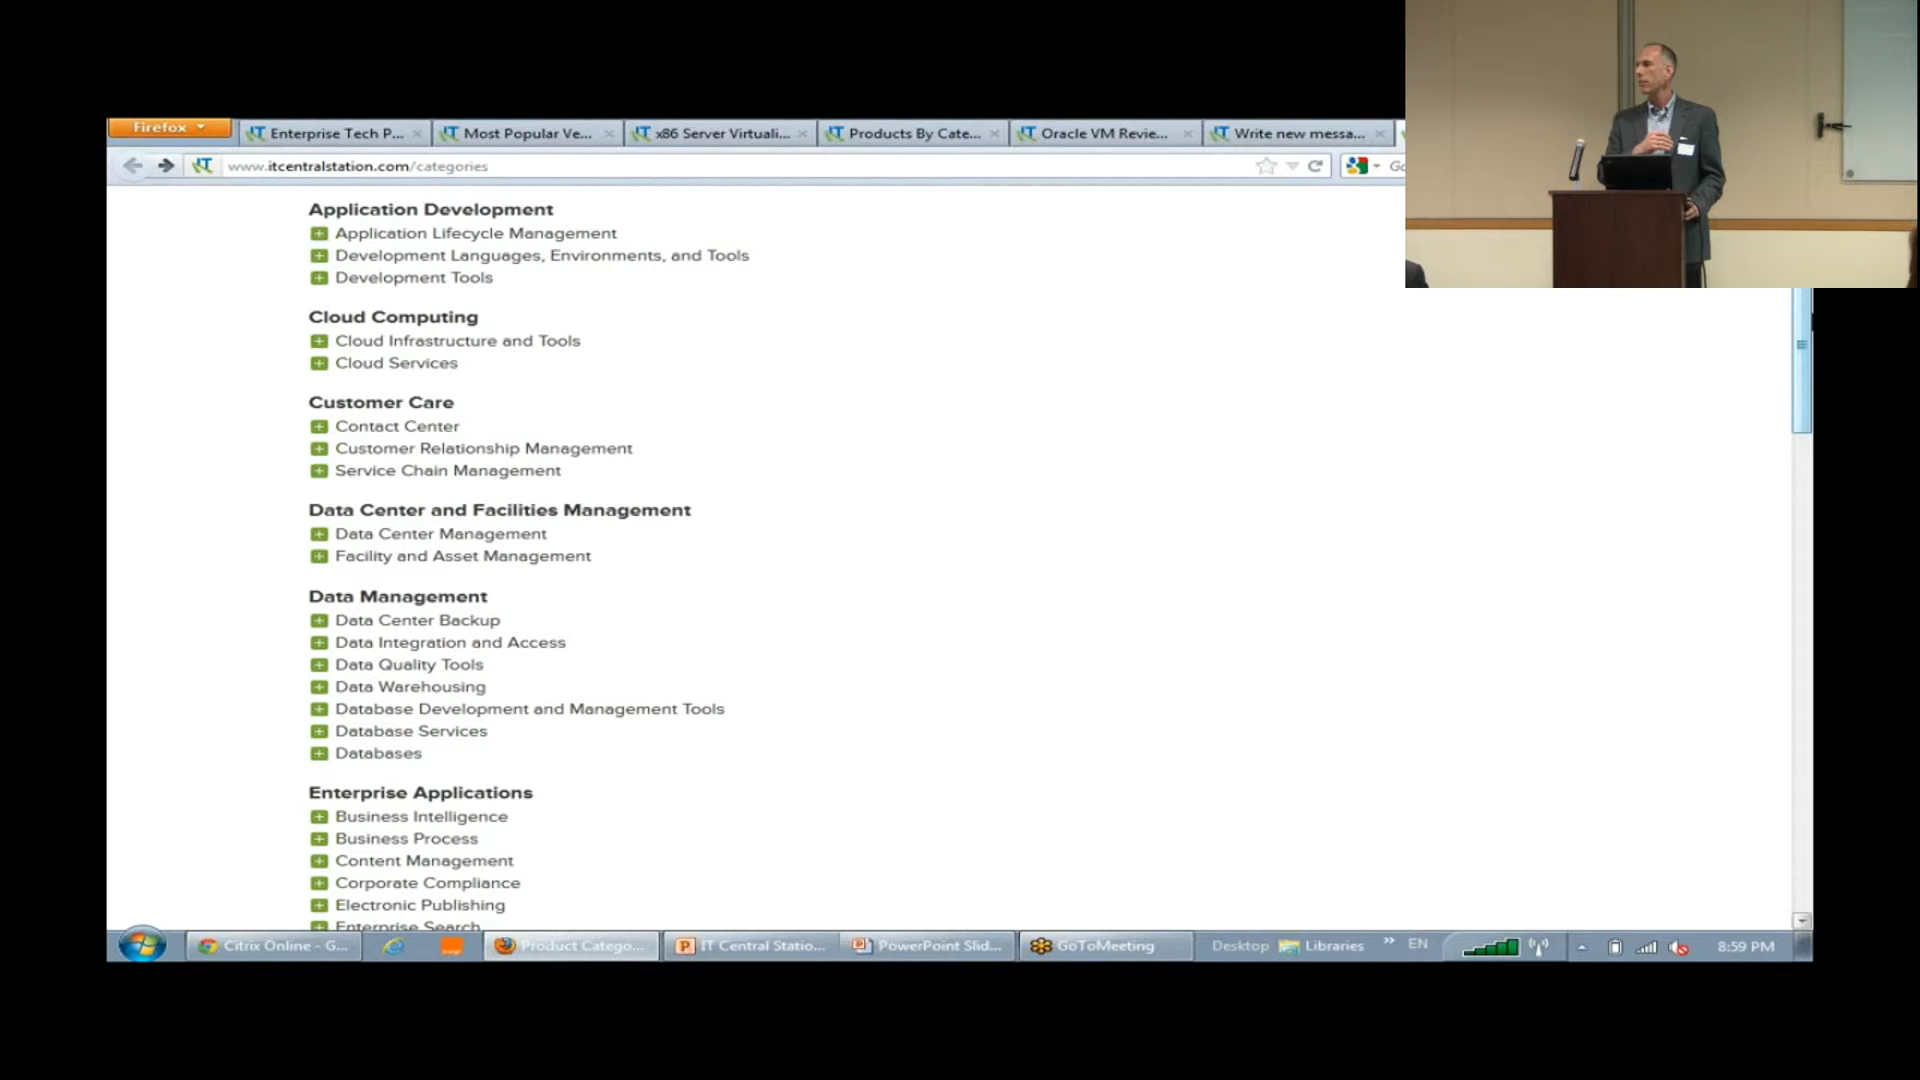 Firefox
Enterprise Tech P...
Most Popular Ve...
x86 Server Virtuali...
Products By Cate...
Oracle VM Revie...
Write new messa...
www.itcentralstation.com/categories
Go
Application Development
Application Lifecycle Management
Development Languages, Environments, and Tools
Development Tools
Cloud Computing
Cloud Infrastructure and Tools
Cloud Services
Customer Care
Contact Center
Customer Relationship Management
Service Chain Management
Data Center and Facilities Management
Data Center Management
Facility and Asset Management
Data Management
Data Center Backup
Data Integration and Access
Data Quality Tools
Data Warehousing
Database Development and Management Tools
Database Services
Databases
Enterprise Applications
Business Intelligence
Business Process
Content Management
Corporate Compliance
Electronic Publishing
Enterprise Search
Citrix Online - G...
Product Catego...
IT Central Statio...
PowerPoint Slid...
GoToMeeting
Desktop
Libraries
EN
8:59 PM